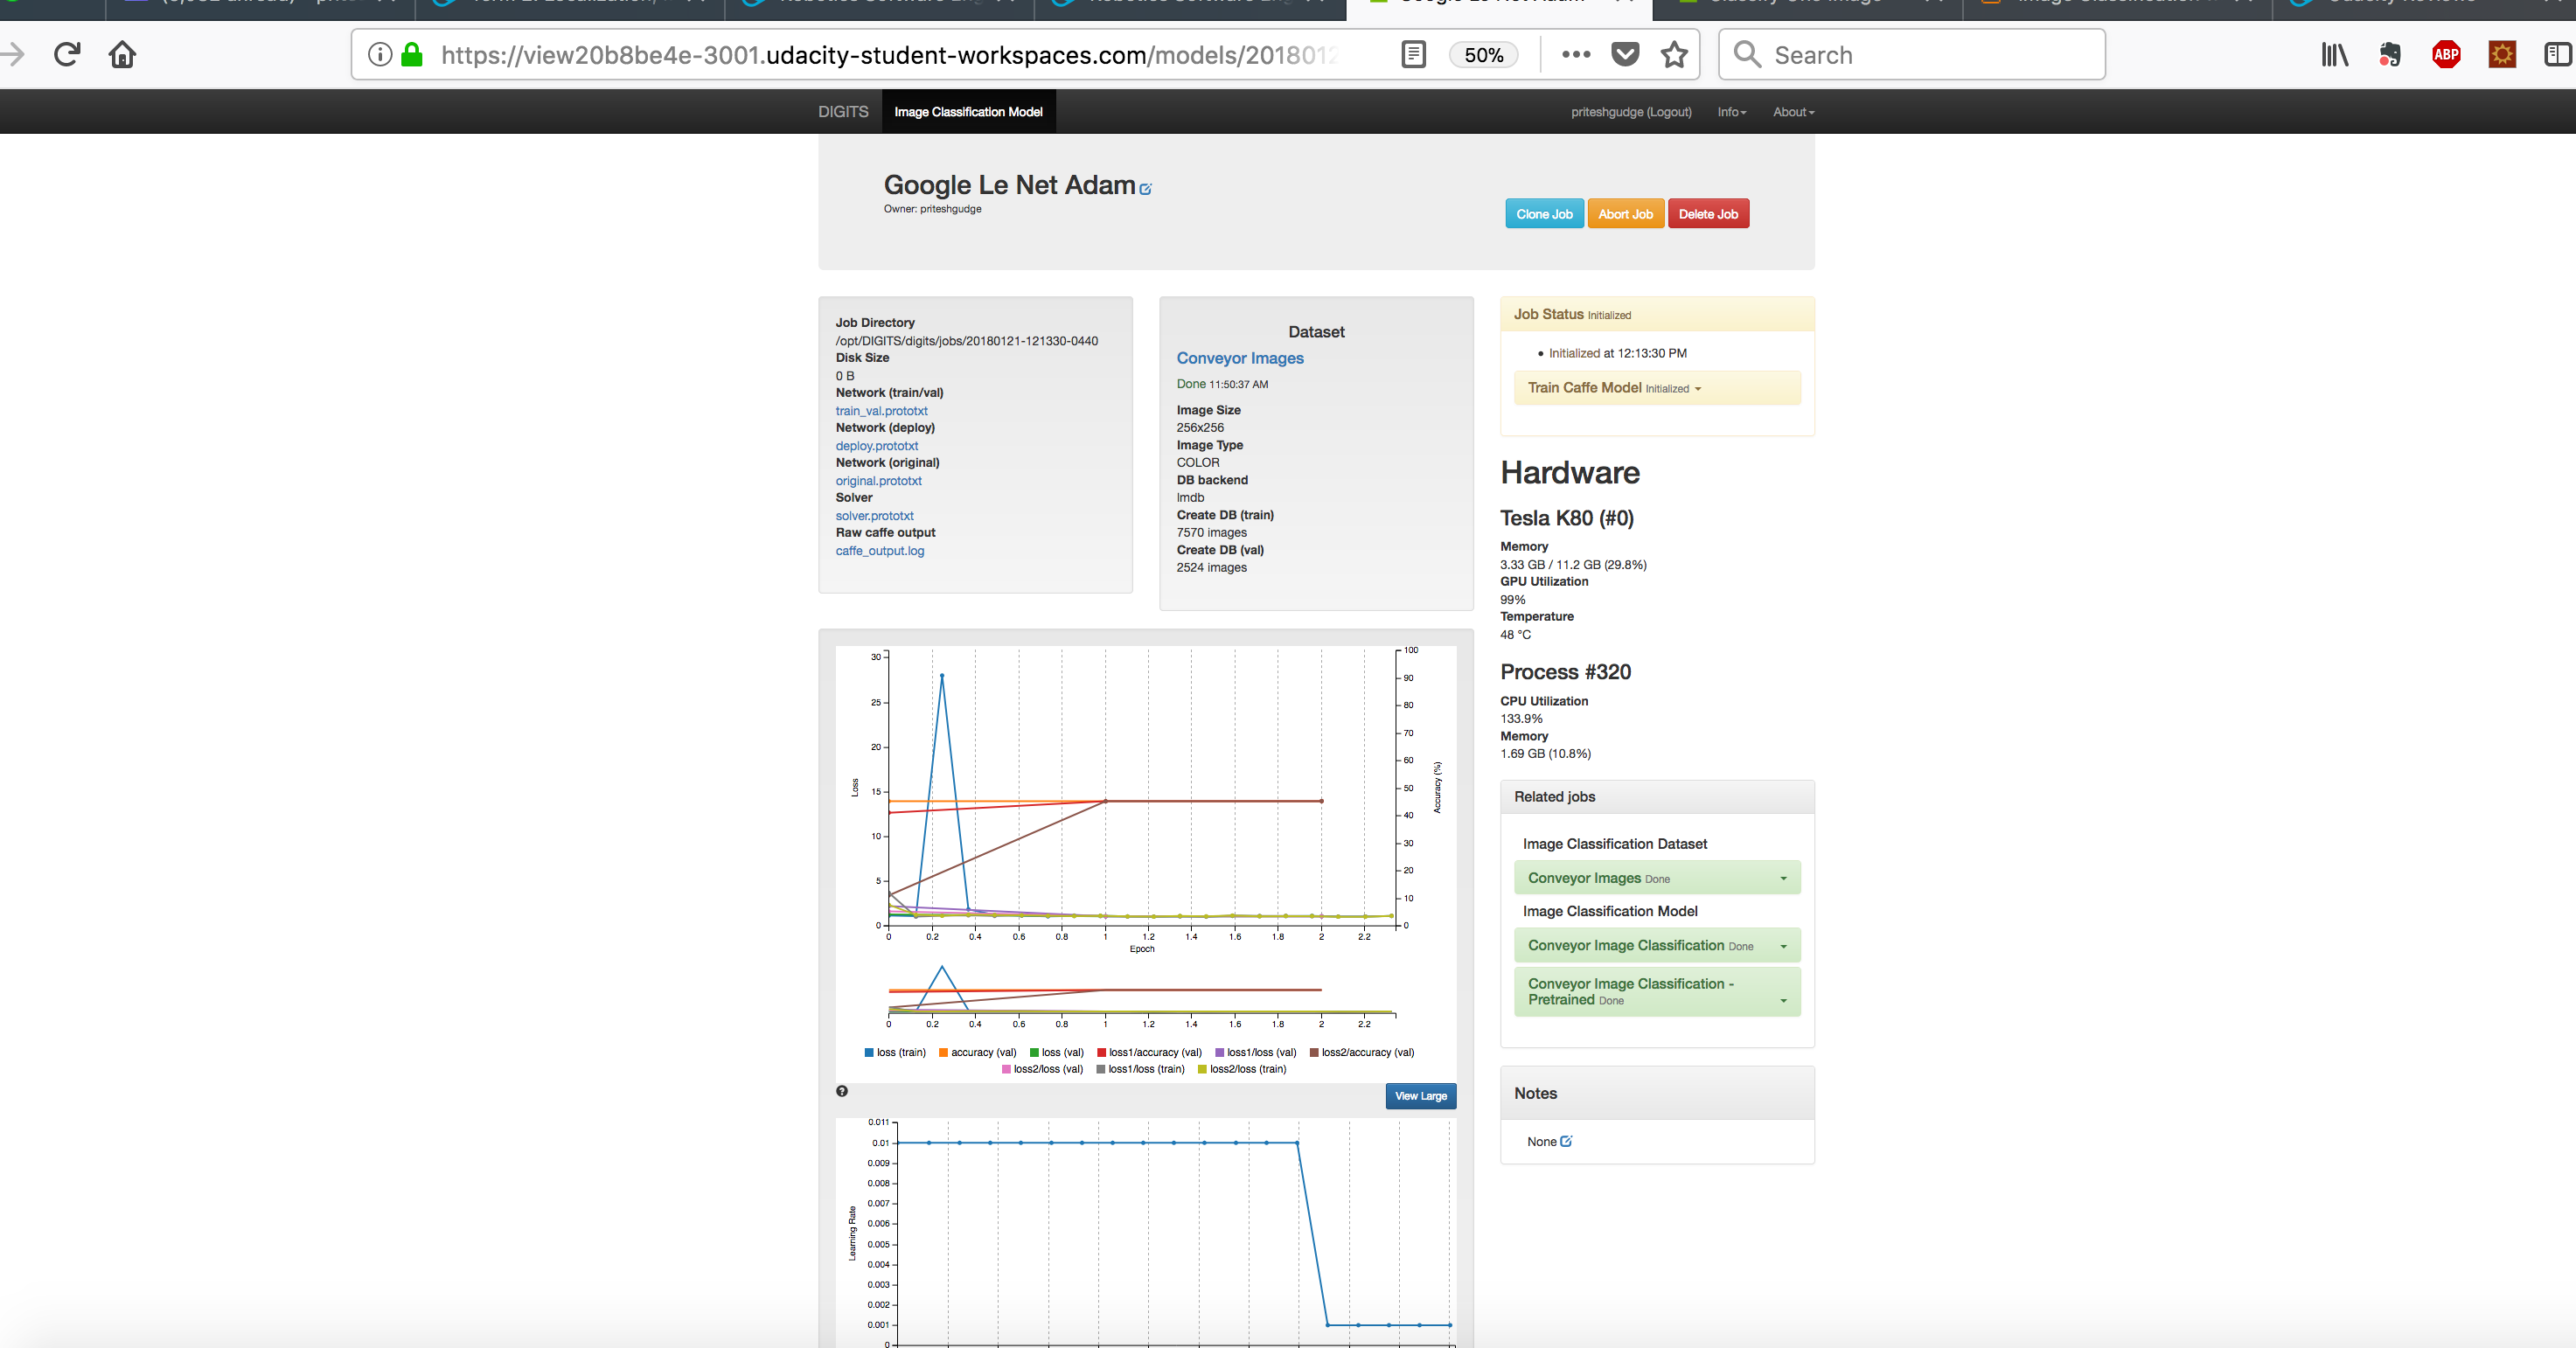 https://view20b8be4e-3001.udacity-student-workspaces.com/models/2018012
50%
Search
ABP
DIGITS
Image Classification Model
priteshgudge (Logout)
Info
About
Google Le Net Adam
Owner: priteshgudge
Clone Job
Abort Job
Delete Job
Job Directory
/opt/DIGITS/digits/jobs/20180121-121330-0440
Disk Size
0 B
Network (train/val)
train_val.prototxt
Network (deploy)
deploy.prototxt
Network (original)
original.prototxt
Solver
solver.prototxt
Raw caffe output
caffe_output.log
Dataset
Conveyor Images
Done 11:50:37 AM
Image Size
256x256
Image Type
COLOR
DB backend
lmdb
Create DB (train)
7570 images
Create DB (val)
2524 images
Job Status Initialized
Initialized at 12:13:30 PM
Train Caffe Model Initialized
Hardware
Tesla K80 (#0)
Memory
3.33 GB / 11.2 GB (29.8%)
GPU Utilization
99%
Temperature
48 °C
Process #320
CPU Utilization
133.9%
Memory
1.69 GB (10.8%)
Related jobs
Image Classification Dataset
Conveyor Images Done
Image Classification Model
Conveyor Image Classification Done
Conveyor Image Classification -
Pretrained Done
Notes
None
30
25
20
15
10
5
0
Loss
100
90
80
70
60
50
40
30
20
10
0
Accuracy (%)
0 0.2 0.4 0.6 0.8 1 1.2 1.4 1.6 1.8 2 2.2
Epoch
0 0.2 0.4 0.6 0.8 1 1.2 1.4 1.6 1.8 2 2.2
loss (train) accuracy (val) loss (val) loss1/accuracy (val) loss1/loss (val) loss2/accuracy (val)
loss2/loss (val) loss1/loss (train) loss2/loss (train)
View Large
0.011
0.01
0.009
0.008
0.007
0.006
0.005
0.004
0.003
0.002
0.001
0
Learning Rate